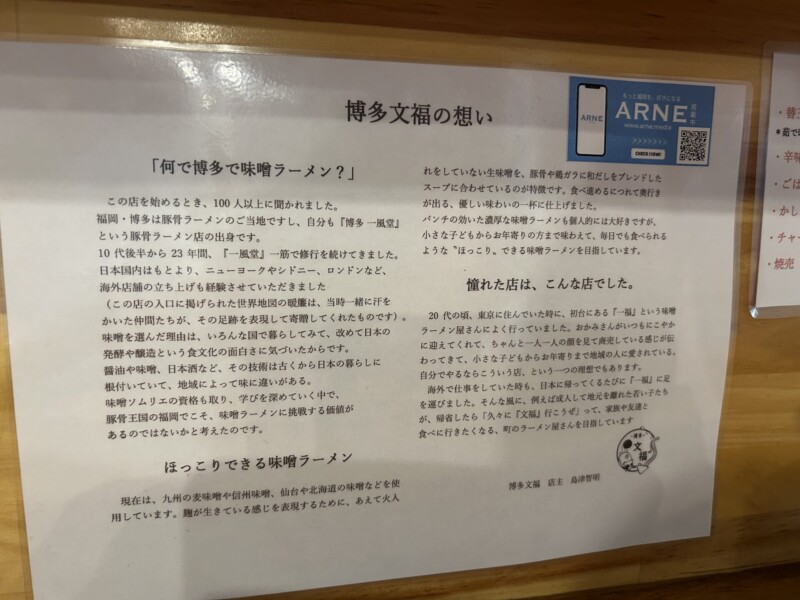 博多文福の想い
もっと福岡を、好きになる
ARNE
ARNE
www.arne.media
CHECK NOW!
「何で博多で味噌ラーメン？」
この店を始めるとき、100人以上に聞かれました。
福岡・博多は豚骨ラーメンのご当地ですし、自分も『博多 一風堂』
という豚骨ラーメン店の出身です。
10代後半から23年間、『一風堂』一筋で修行を続けてきました。
日本国内はもとより、ニューヨークやシドニー、ロンドンなど、
海外店舗の立ち上げも経験させていただきました
（この店の入口に掲げられた世界地図の暖簾は、当時一緒に汗を
かいた仲間たちが、その足跡を表現して寄贈してくれたものです）。
味噌を選んだ理由は、いろんな国で暮らしてみて、改めて日本の
発酵や醸造という食文化の面白さに気づいたからです。
醤油や味噌、日本酒など、その技術は古くから日本の暮らしに
根付いていて、地域によって味に違いがある。
味噌ソムリエの資格も取り、学びを深めていく中で、
豚骨王国の福岡でこそ、味噌ラーメンに挑戦する価値が
あるのではないかと考えたのです。
ほっこりできる味噌ラーメン
現在は、九州の麦味噌や信州味噌、仙台や北海道の味噌などを使
用しています。麹が生きている感じを表現するために、あえて火入
れをしていない生味噌を、豚骨や鶏ガラに和だしをブレンドした
スープに合わせているのが特徴です。食べ進めるにつれて奥行き
が出る、優しい味わいの一杯に仕上げました。
パンチの効いた濃厚な味噌ラーメンも個人的には大好きですが、
小さな子どもからお年寄りまで味わえて、毎日でも食べられる
ような〝ほっこり〟できる味噌ラーメンを目指しています。
憧れた店は、こんな店でした。
20代の頃、東京に住んでいた時に、初台にある『一福』という味噌
ラーメン屋さんによく行っていました。おかみさんがいつもにこやか
に迎えてくれて、ちゃんと一人一人の顔を見て商売している感じが伝
わってきて、小さな子どもからお年寄りまで地域の人に愛されている。
自分でやるならこういう店、という一つの理想でもあります。
海外で仕事をしていた時も、日本に帰ってくるたびに『一福』に足
を運びました。そんな風に、例えば成人して地元を離れた若い子たち
が、帰省したら「久々に『文福』行こうぜ」って、家族や友達と
食べに行きたくなる、町のラーメン屋さんを目指しています
博多
文福
博多文福 店主 島津智明
・替玉
＊茹で
・辛味
・ごは
・かし
・チャー
・焼売